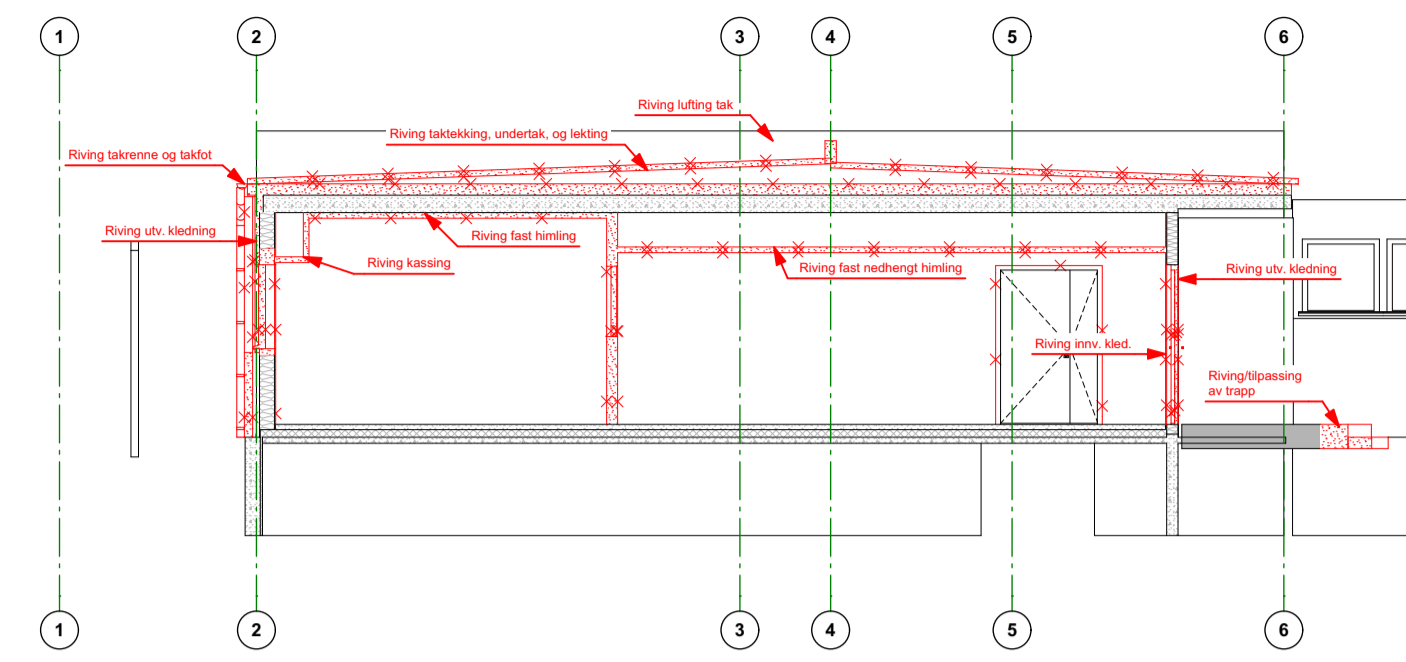 1
2
3
4
5
6
Riving lufting tak
Riving taktekking, undertak, og lekting
Riving takrenne og takfot
Riving utv. kledning
Riving fast himling
Riving kassing
Riving fast nedhengt himling
Riving utv. kledning
Riving innv. kled.
Riving/tilpassing
av trapp
1
2
3
4
5
6